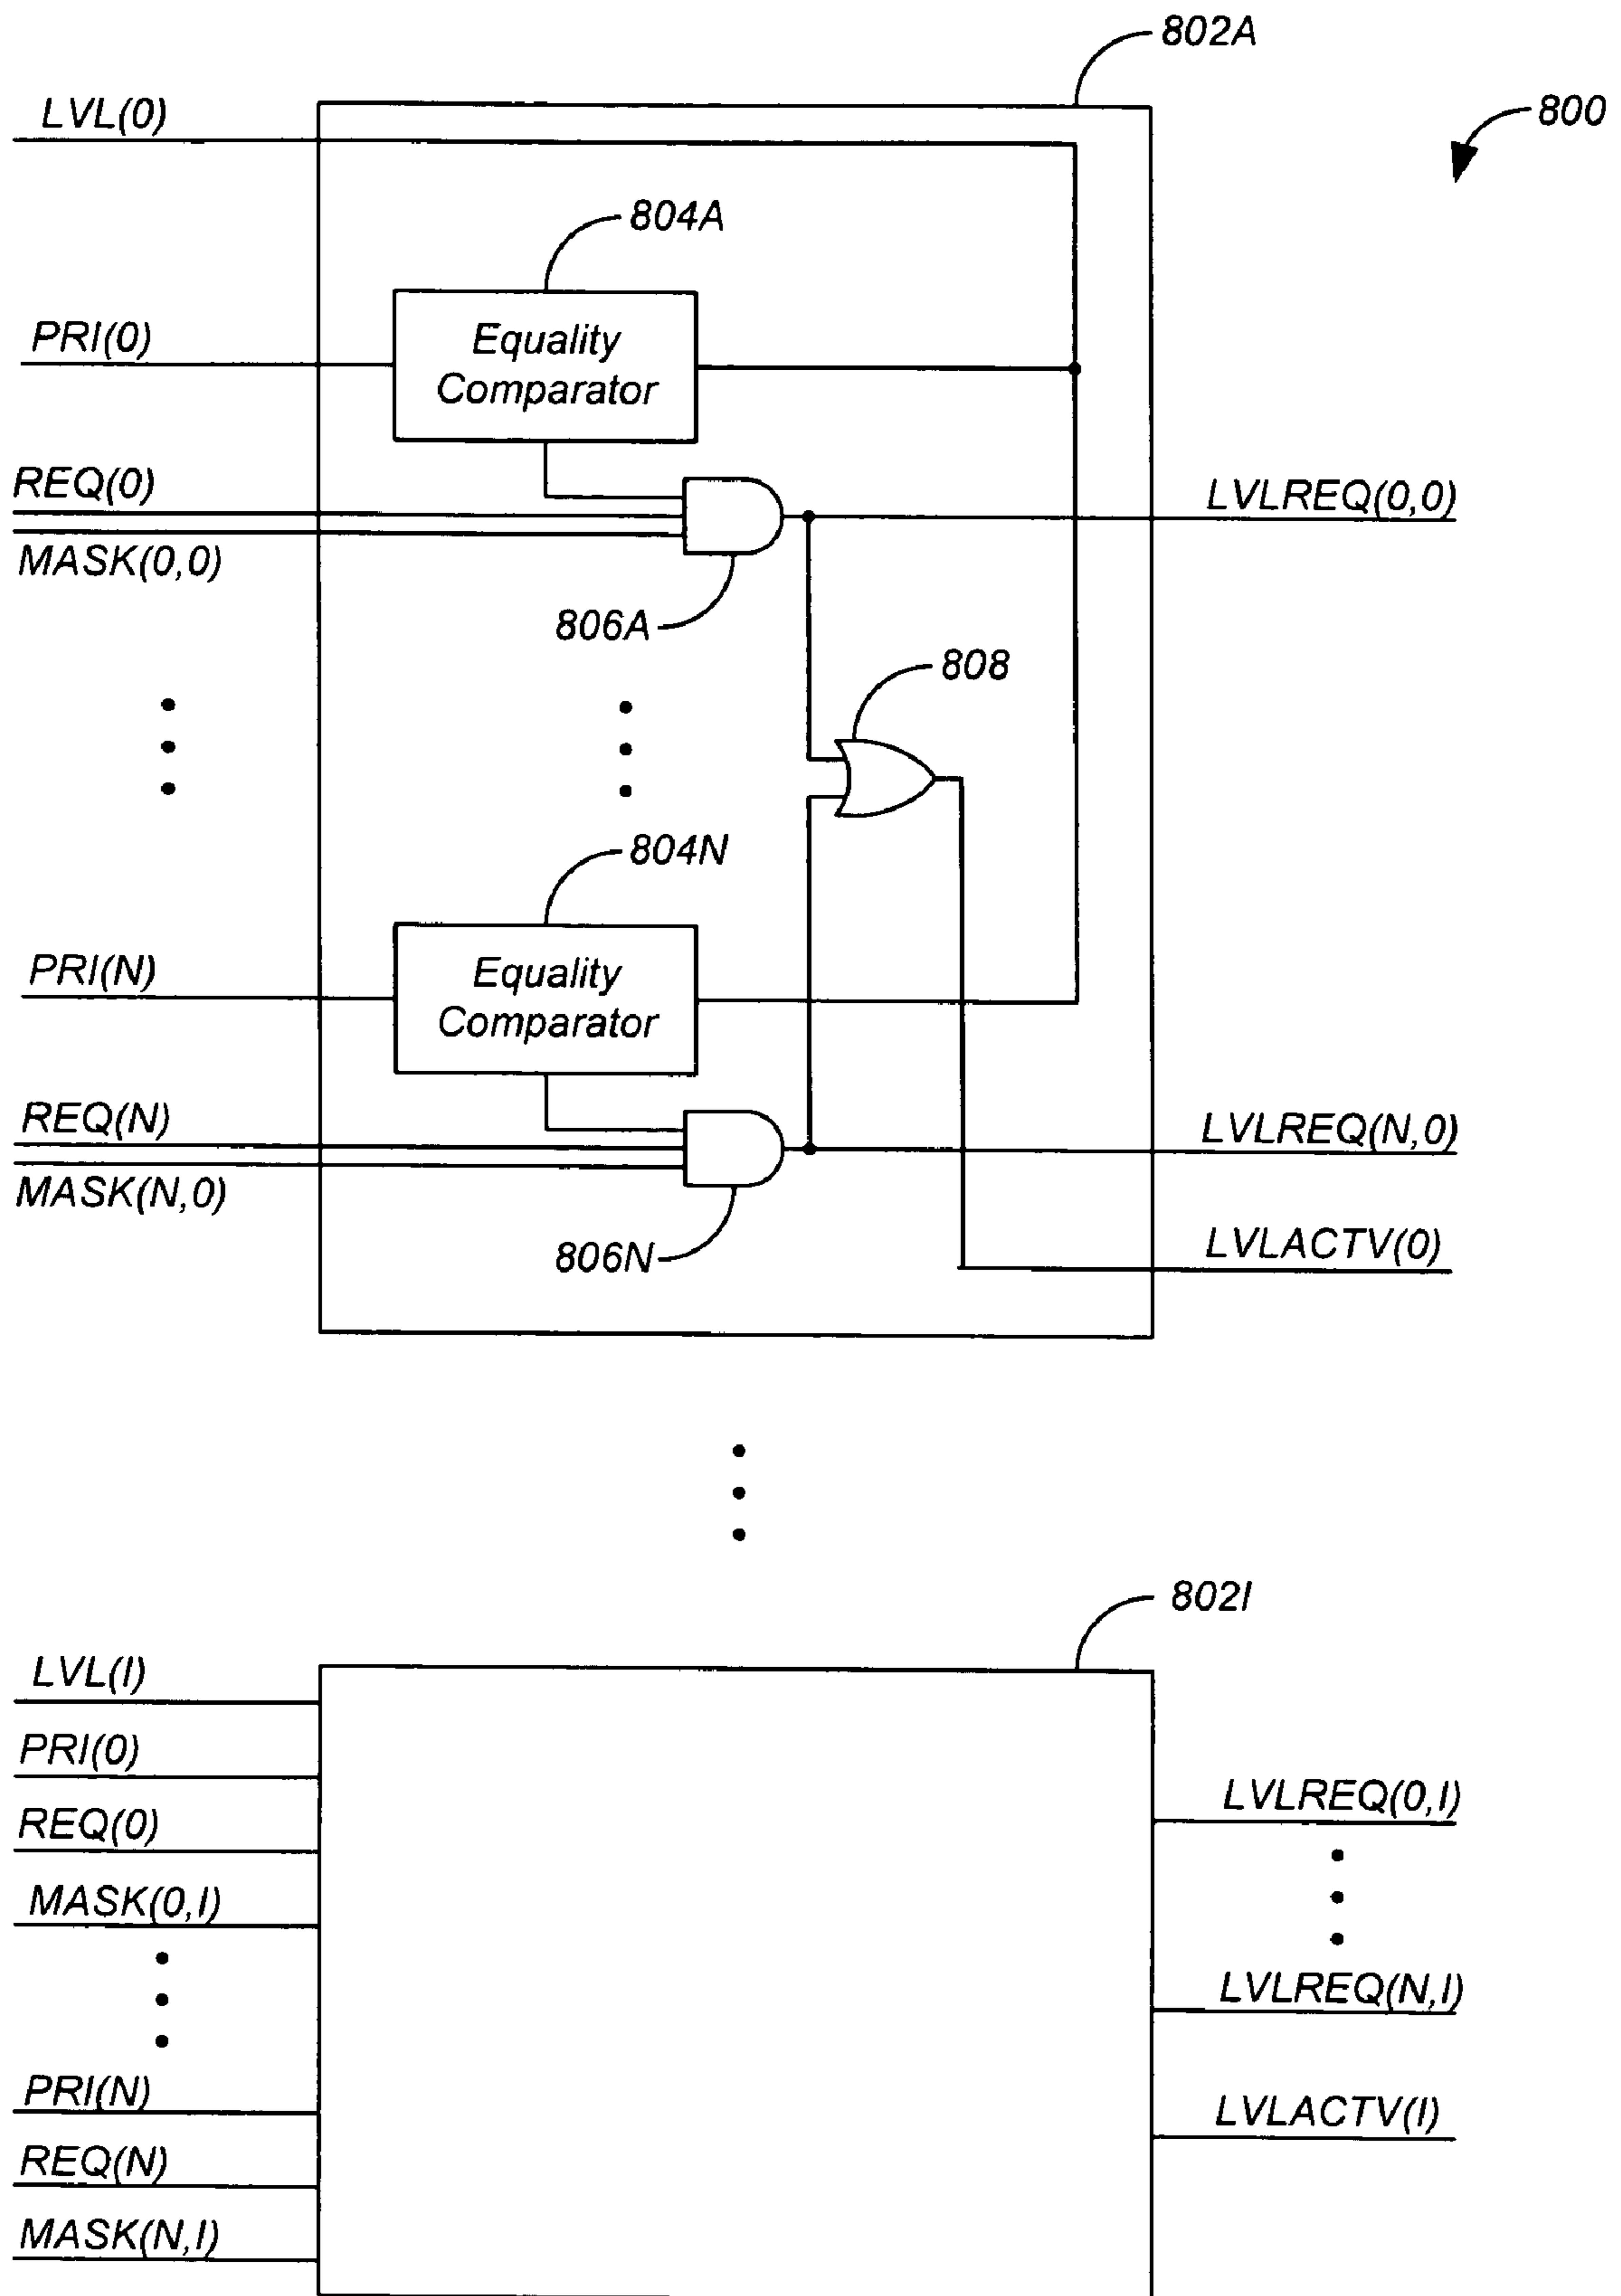 802A
800
LVL(0)
804A
PRI(0)
Equality
Comparator
REQ(0)
LVLREQ(0,0)
MASK(0,0)
806A
808
804N
PRI(N)
Equality
Comparator
REQ(N)
LVLREQ(N,0)
MASK(N,0)
806N
LVLACTV(0)
802I
LVL(I)
PRI(0)
REQ(0)
LVLREQ(0,I)
MASK(0,I)
LVLREQ(N,I)
PRI(N)
LVLACTV(I)
REQ(N)
MASK(N,I)